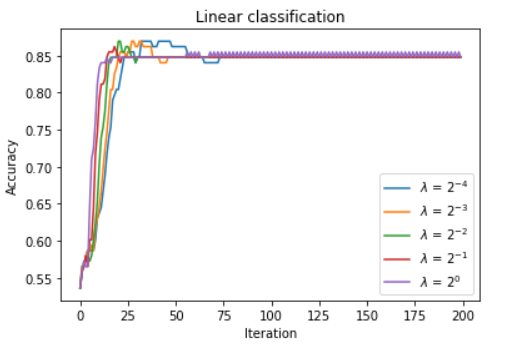 Linear classification
Accuracy
0.85
0.80
0.75
0.70
0.65
0.60
0.55
λ = 2⁻⁴
λ = 2⁻³
λ = 2⁻²
λ = 2⁻¹
λ = 2⁰
0 25 50 75 100 125 150 175 200
Iteration